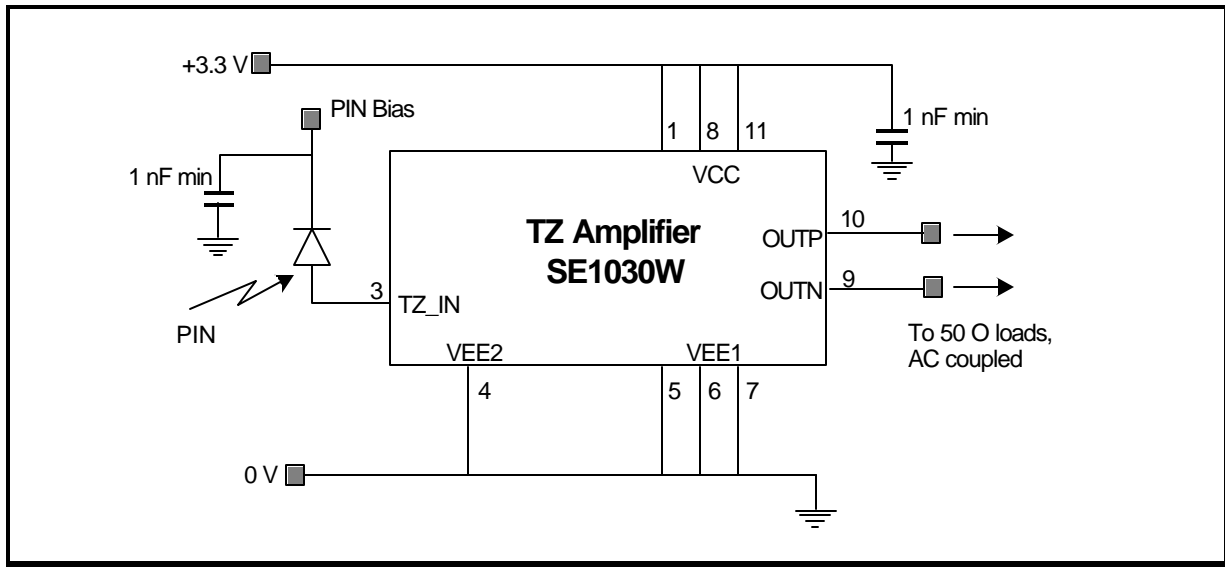 +3.3 V
PIN Bias
1 nF min
1 8 11
1 nF min
VCC
TZ Amplifier
SE1030W
OUTP
10
OUTN
9
3
TZ_IN
PIN
To 50 O loads,
AC coupled
VEE2
VEE1
4
5
6
7
0 V